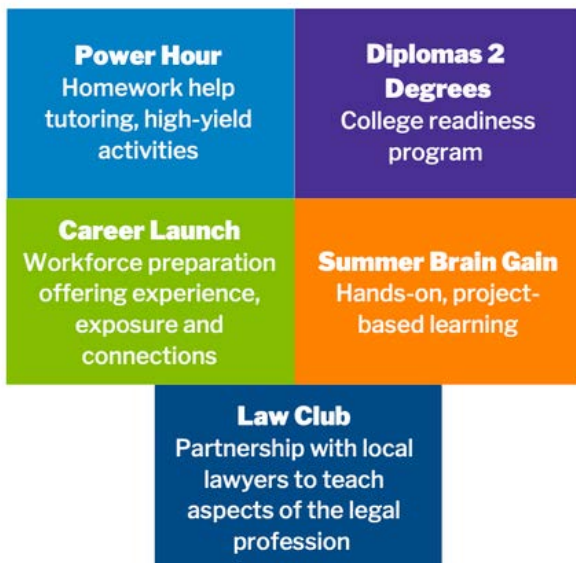 Power Hour
Homework help
tutoring, high-yield
activities
Diplomas 2
Degrees
College readiness
program
Career Launch
Workforce preparation
offering experience,
exposure and
connections
Summer Brain Gain
Hands-on, project-
based learning
Law Club
Partnership with local
lawyers to teach
aspects of the legal
profession